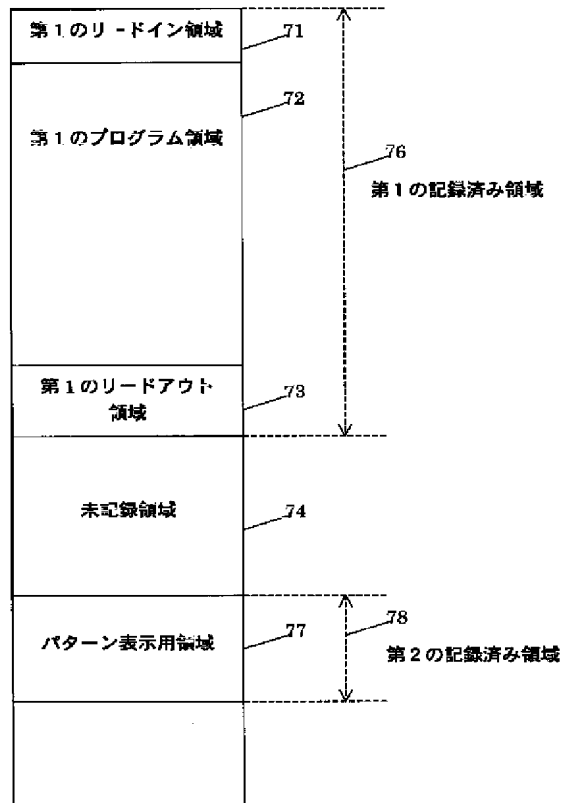 第1のリードイン領域
71
72
第1のプログラム領域
76
第1の記録済み領域
第1のリードアウト
領域
73
未記録領域
74
パターン表示用領域
77
78
第2の記録済み領域